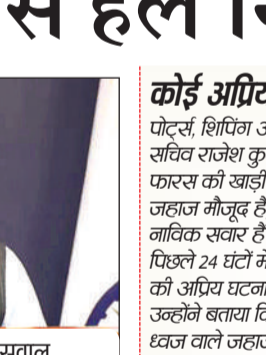 से हल नि
कोई अप्रिय
पोर्ट्स, शिपिंग अ
सचिव राजेश कु
फारस की खाड़ी
जहाज मौजूद है
नाविक सवार है
पिछले 24 घंटों में
की अप्रिय घटना
उन्होंने बताया कि
ध्वज वाले जहाज
सवाल